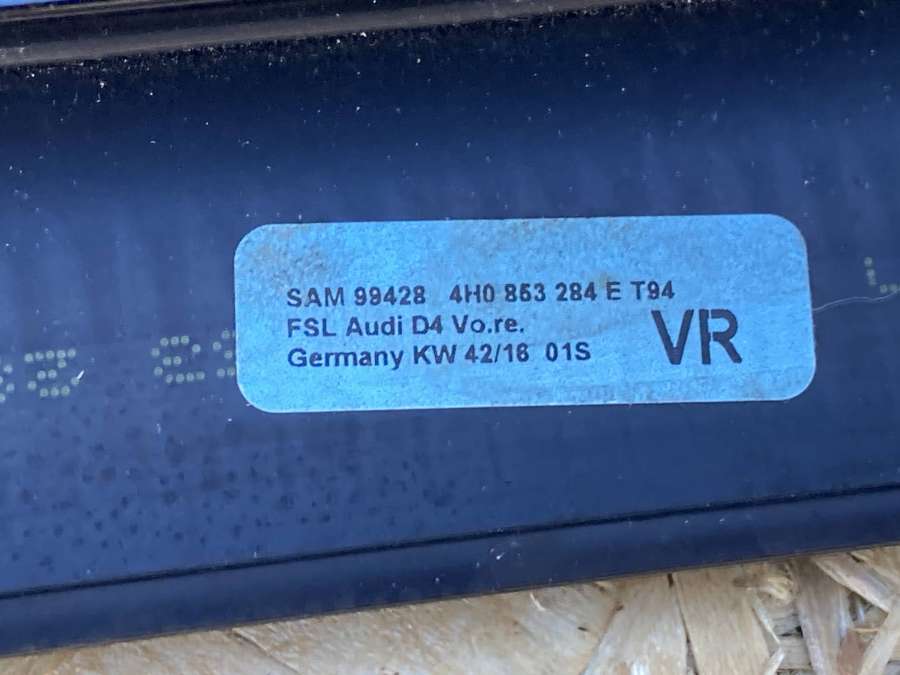 SAM 99428 4H0 853 284 E T94
FSL Audi D4 Vo.re.
Germany KW 42/16 01S
VR